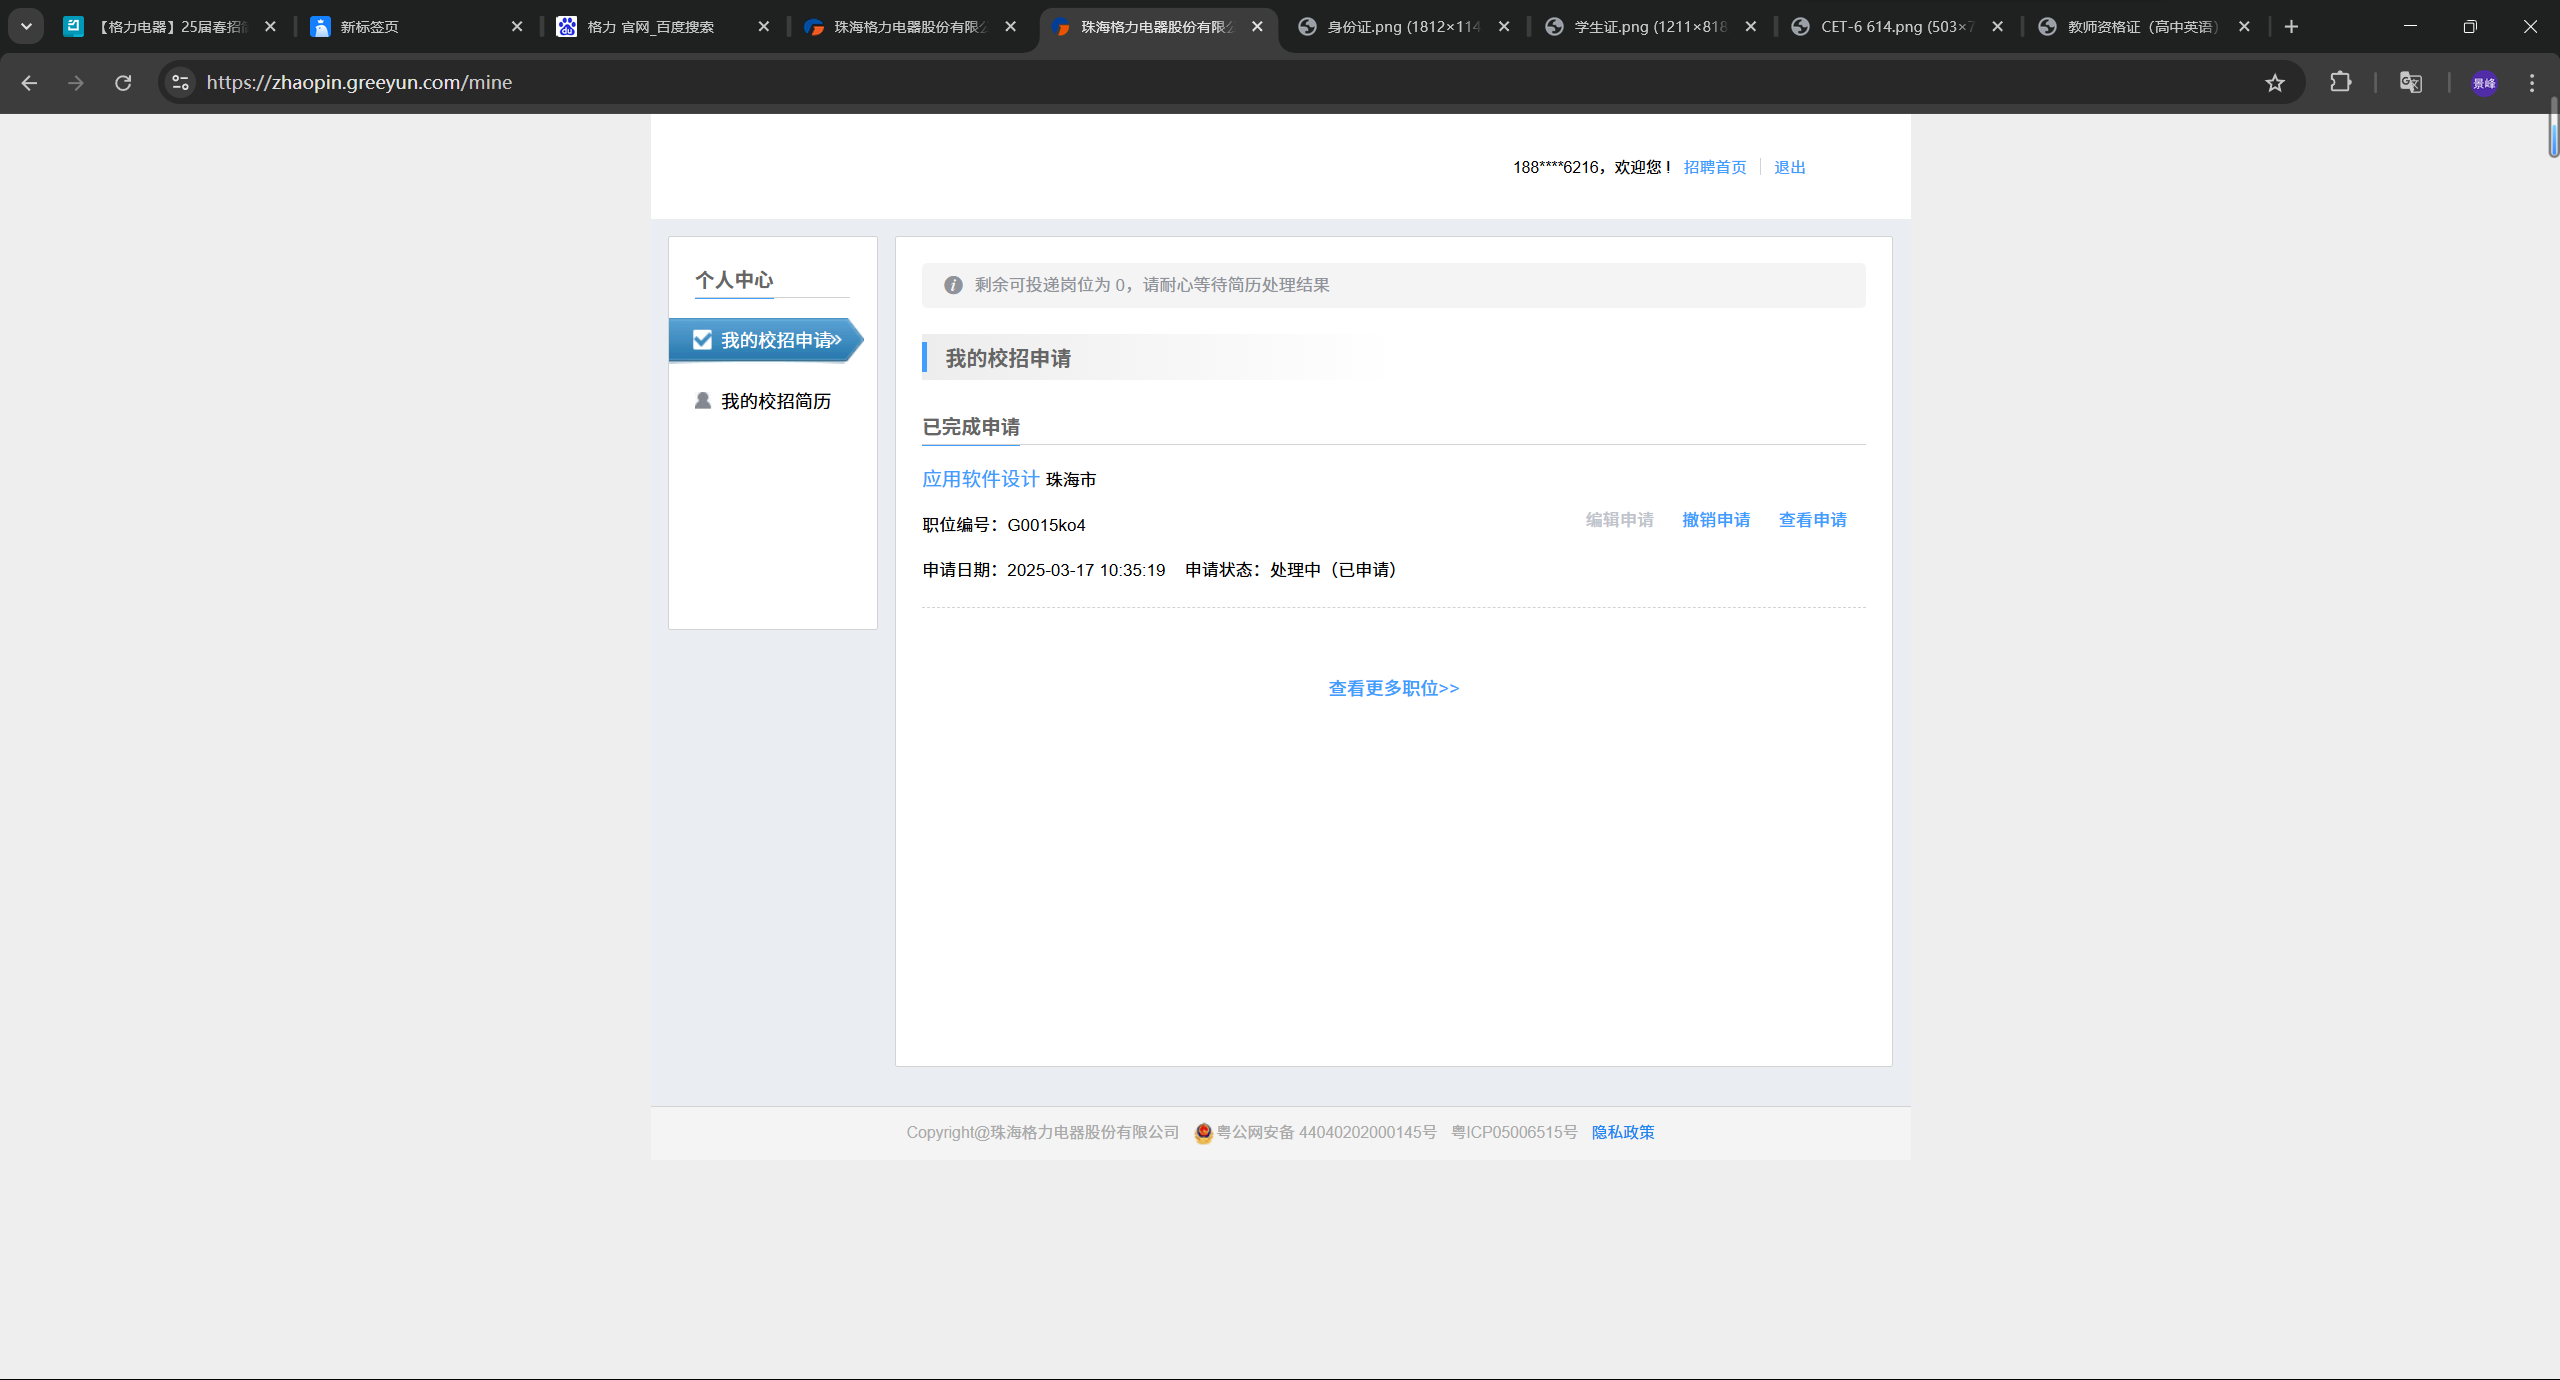 【格力电器】25届春招
新标签页
格力 官网_百度搜索
珠海格力电器股份有限公
珠海格力电器股份有限公
身份证.png (1812×114
学生证.png (1211×818
CET-6 614.png (503×7
教师资格证（高中英语）
https://zhaopin.greeyun.com/mine
景峰
188****6216，欢迎您！ 招聘首页 退出
个人中心
我的校招申请»
我的校招简历
剩余可投递岗位为 0，请耐心等待简历处理结果
我的校招申请
已完成申请
应用软件设计 珠海市
职位编号：G0015ko4
编辑申请 撤销申请 查看申请
申请日期：2025-03-17 10:35:19 申请状态：处理中（已申请）
查看更多职位>>
Copyright@珠海格力电器股份有限公司 粤公网安备 44040202000145号 粤ICP05006515号 隐私政策